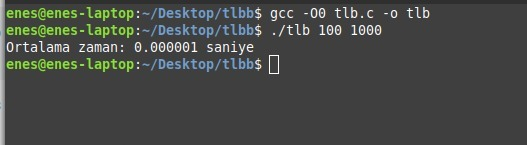 enes@enes-laptop:~/Desktop/tlbb$ gcc -O0 tlb.c -o tlb
enes@enes-laptop:~/Desktop/tlbb$ ./tlb 100 1000
Ortalama zaman: 0.000001 saniye
enes@enes-laptop:~/Desktop/tlbb$